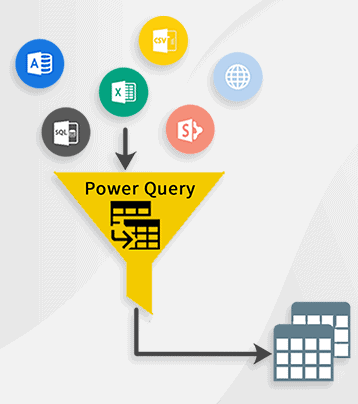 CSV
A
X
SQL
S
Power Query